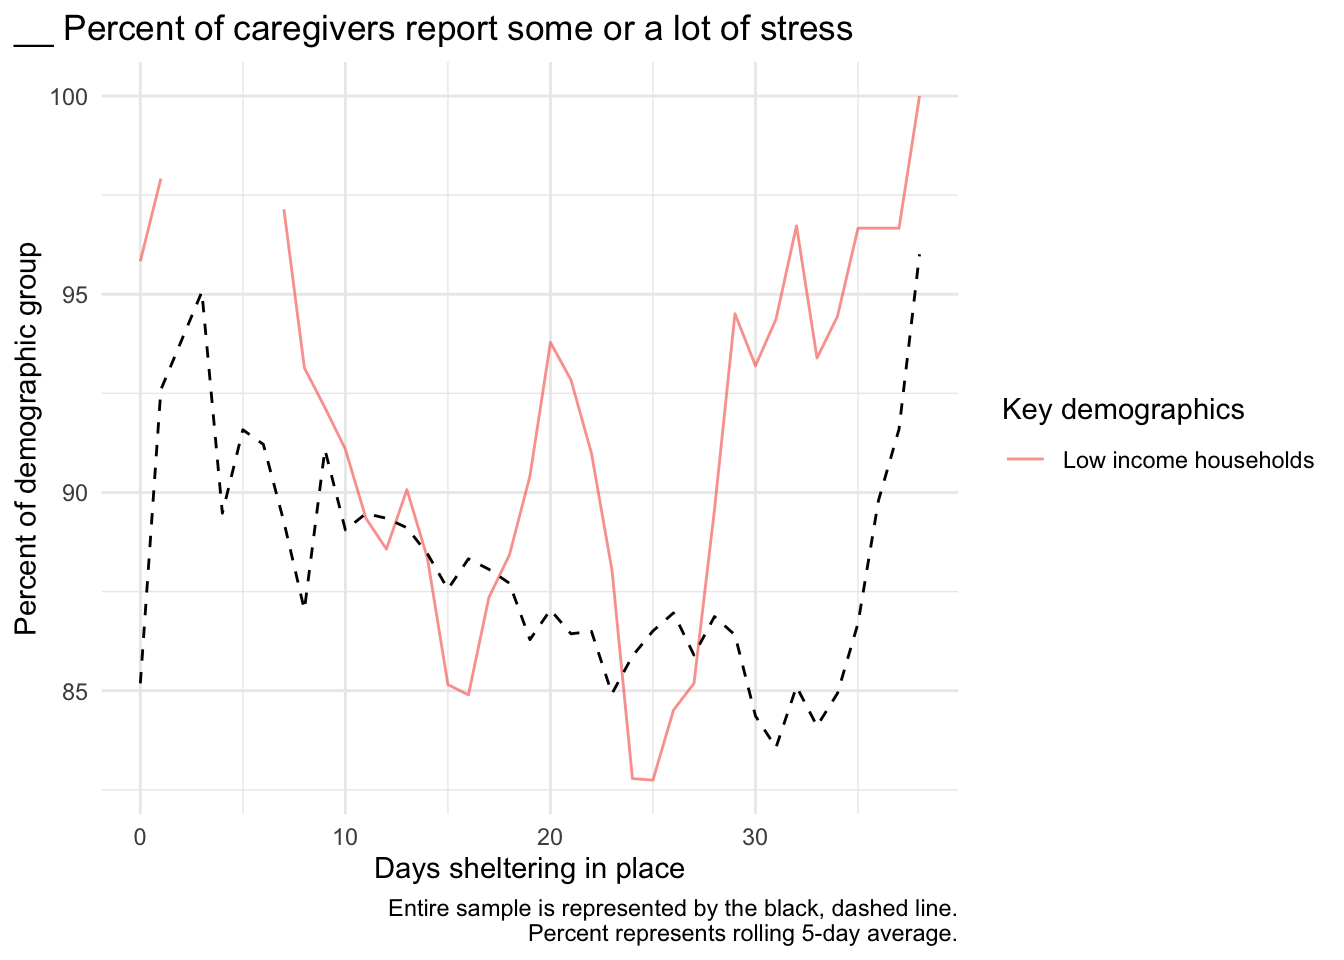 __ Percent of caregivers report some or a lot of stress
100
95
90
85
Percent of demographic group
0 10 20 30
Days sheltering in place
Key demographics
Low income households
Entire sample is represented by the black, dashed line.
Percent represents rolling 5-day average.